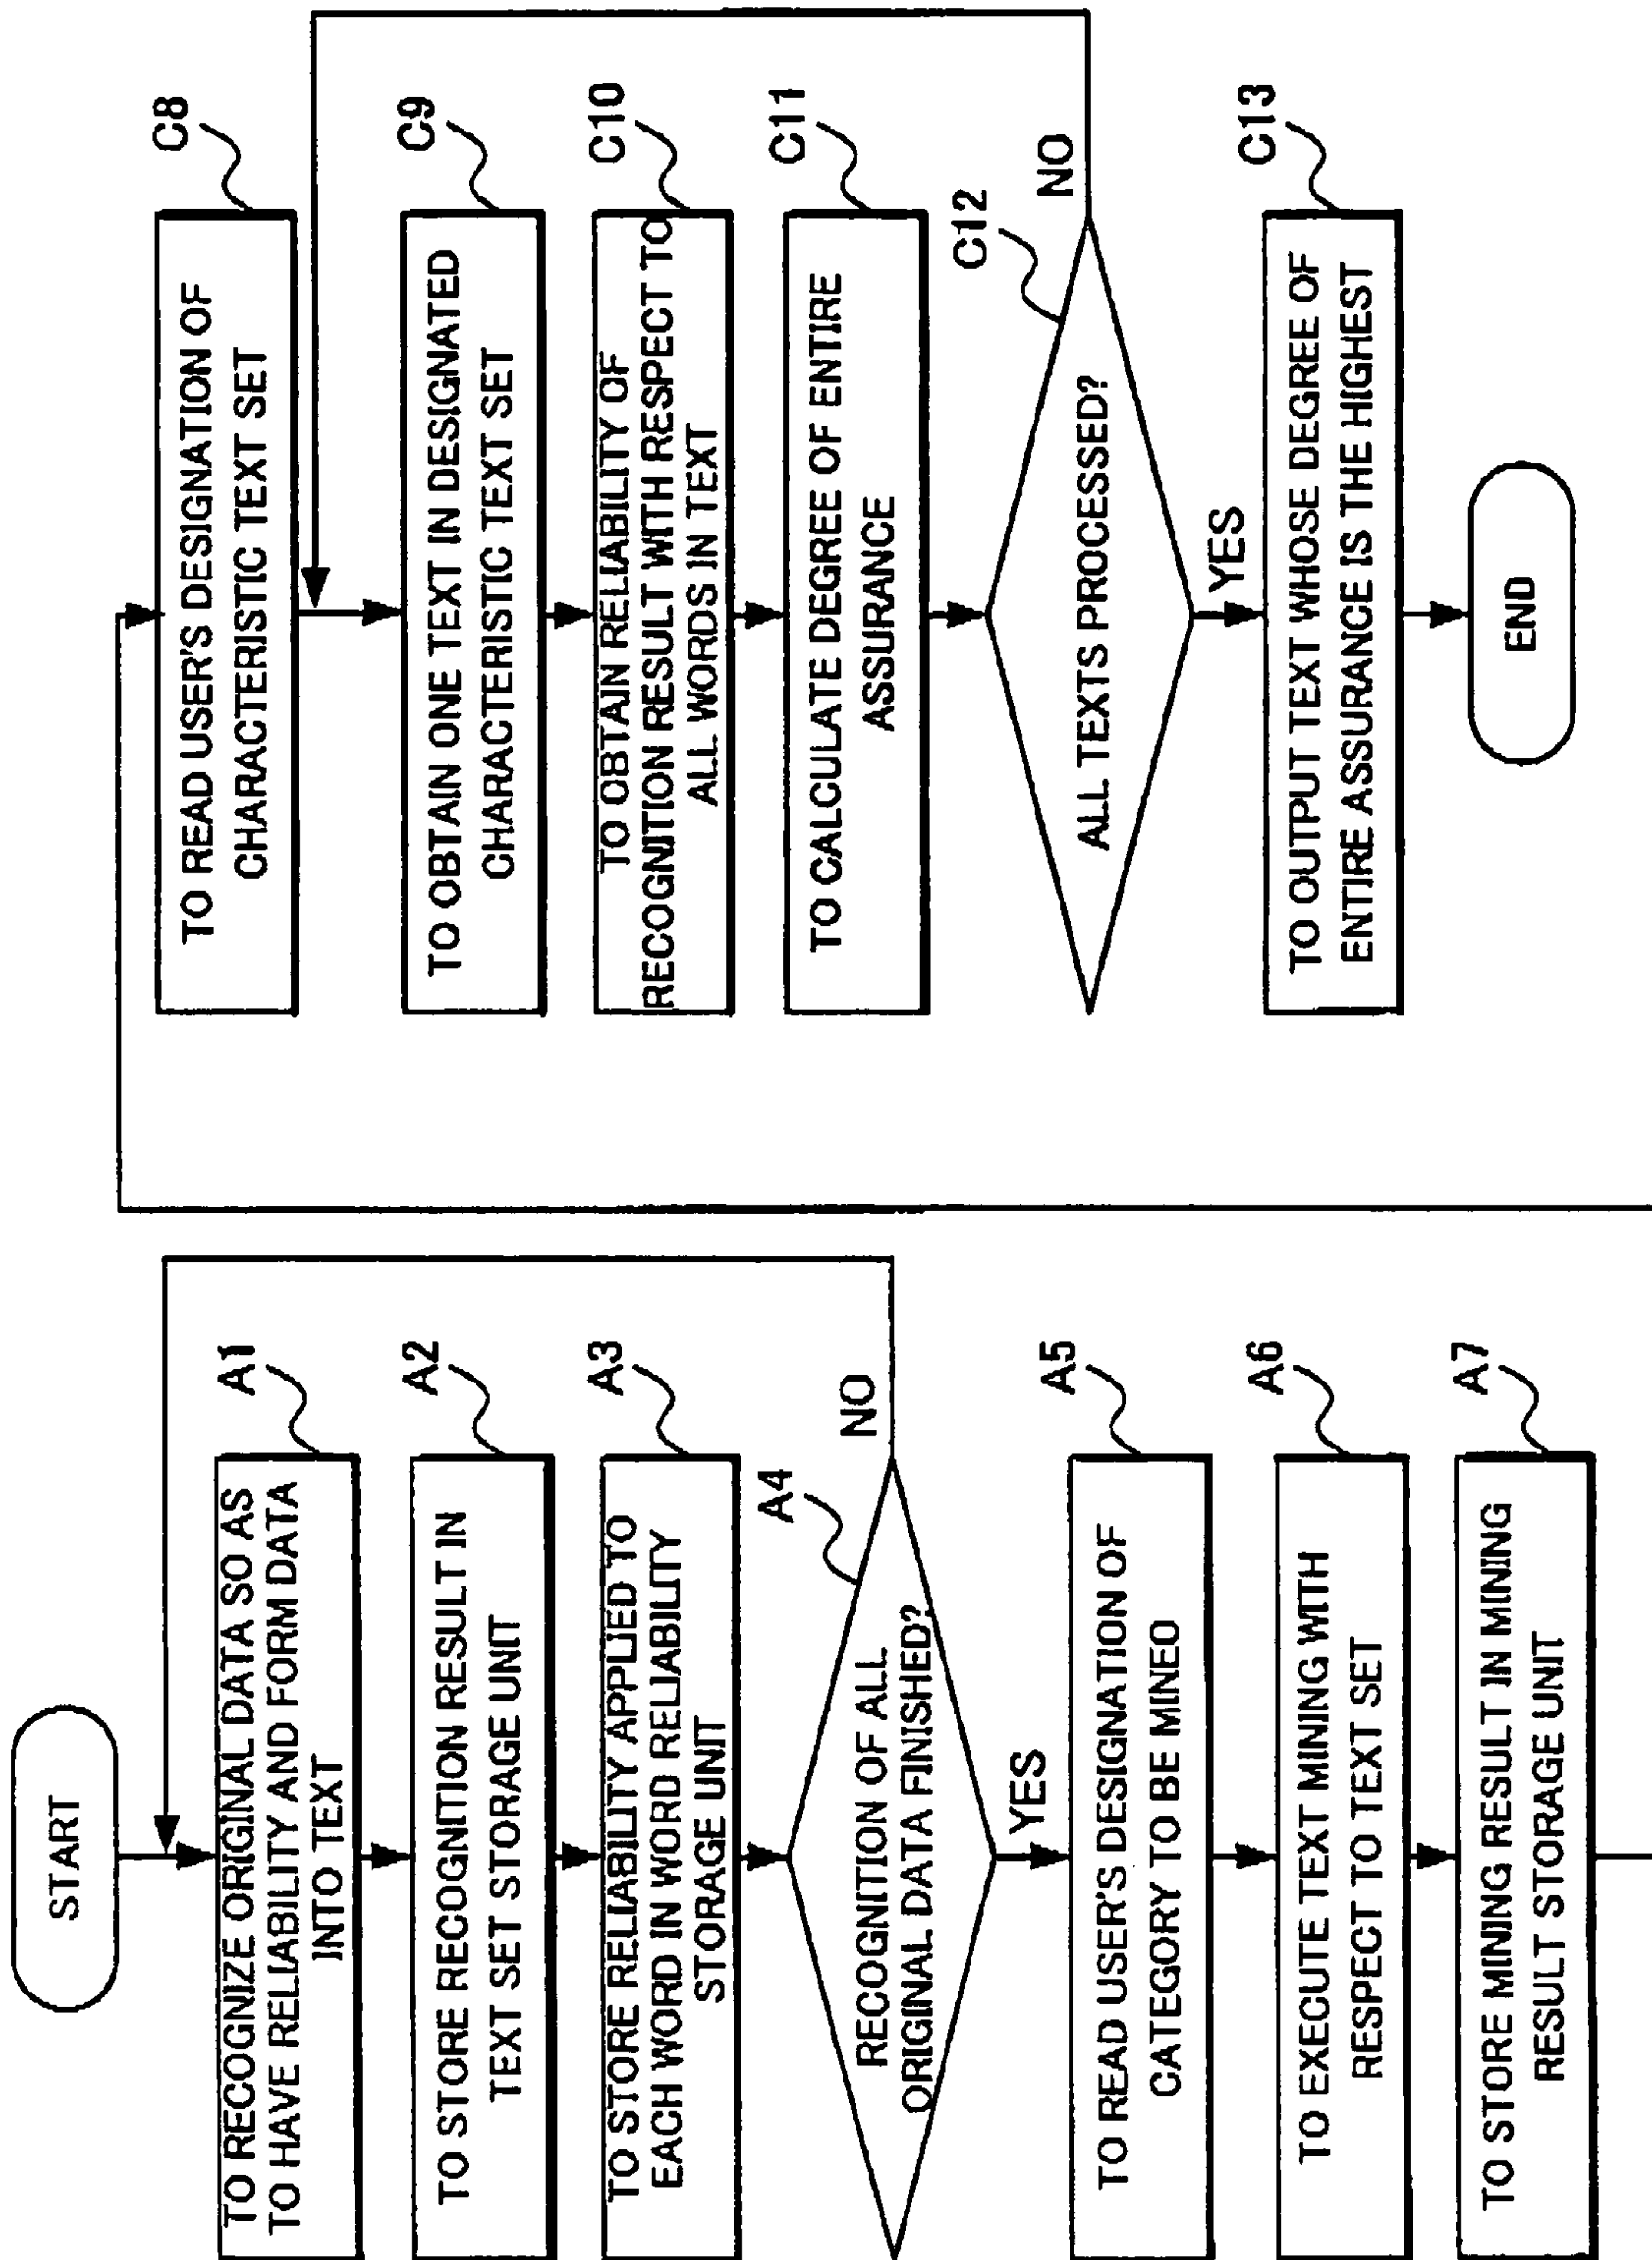 START
TO RECOGNIZE ORIGINAL DATA SO AS
TO HAVE RELIABILITY AND FORM DATA
INTO TEXT
A1
TO STORE RECOGNITION RESULT IN
TEXT SET STORAGE UNIT
A2
TO STORE RELIABILITY APPLIED TO
EACH WORD IN WORD RELIABILITY
STORAGE UNIT
A3
RECOGNITION OF ALL
ORIGINAL DATA FINISHED?
A4
NO
YES
TO READ USER'S DESIGNATION OF
CATEGORY TO BE MINED
A5
TO EXECUTE TEXT MINING WITH
RESPECT TO TEXT SET
A6
TO STORE MINING RESULT IN MINING
RESULT STORAGE UNIT
A7
TO READ USER'S DESIGNATION OF
CHARACTERISTIC TEXT SET
C8
TO OBTAIN ONE TEXT IN DESIGNATED
CHARACTERISTIC TEXT SET
C9
TO OBTAIN RELIABILITY OF
RECOGNITION RESULT WITH RESPECT TO
ALL WORDS IN TEXT
C10
TO CALCULATE DEGREE OF ENTIRE
ASSURANCE
C11
ALL TEXTS PROCESSED?
C12
NO
YES
TO OUTPUT TEXT WHOSE DEGREE OF
ENTIRE ASSURANCE IS THE HIGHEST
C13
END